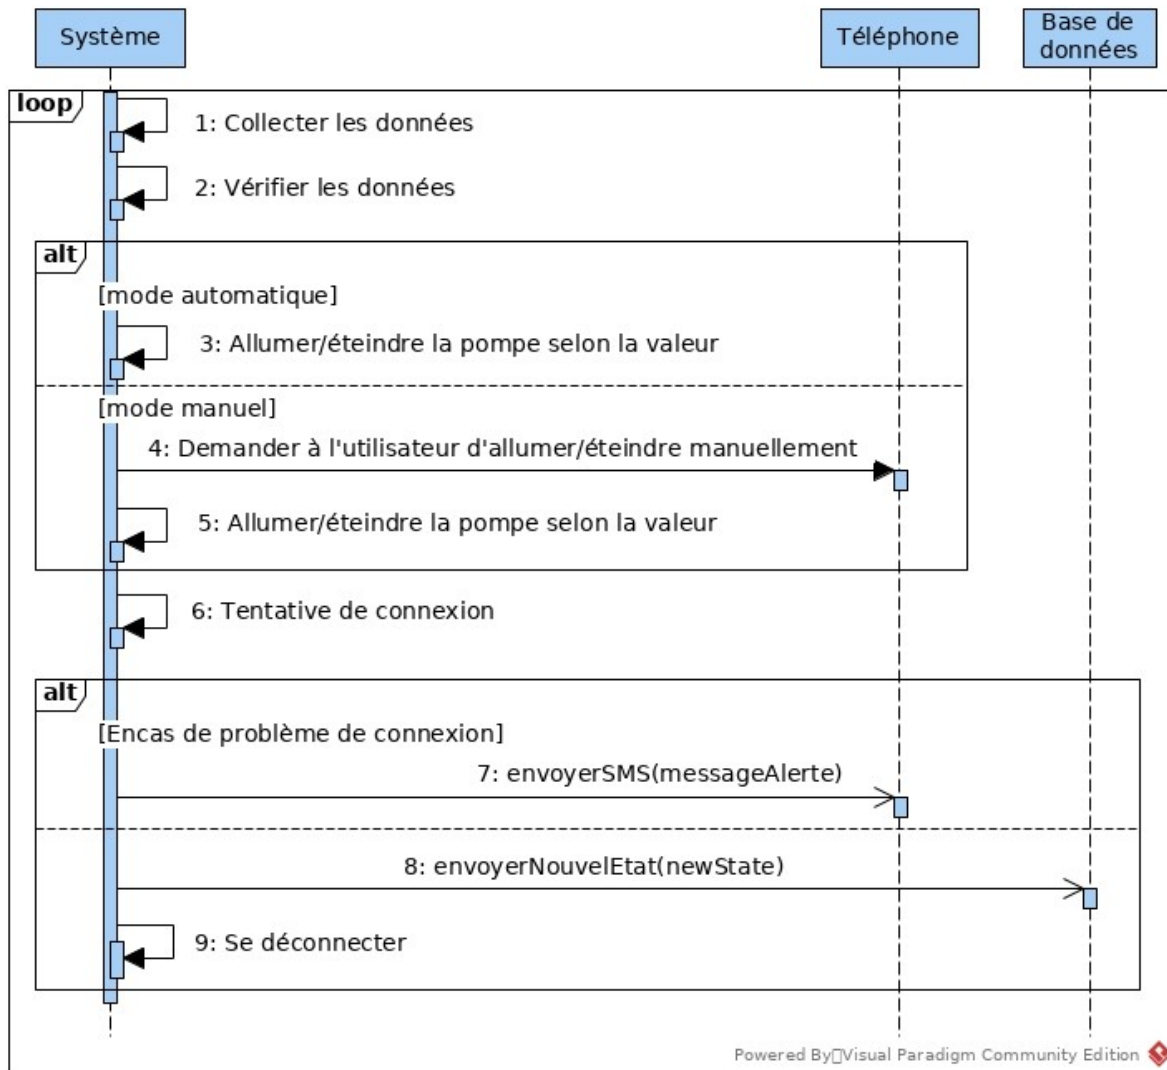 Système
Téléphone
Base de
données
loop
1: Collecter les données
2: Vérifier les données
alt
[mode automatique]
3: Allumer/éteindre la pompe selon la valeur
[mode manuel]
4: Demander à l'utilisateur d'allumer/éteindre manuellement
5: Allumer/éteindre la pompe selon la valeur
6: Tentative de connexion
alt
[Encas de problème de connexion]
7: envoyerSMS(messageAlerte)
8: envoyerNouvelEtat(newState)
9: Se déconnecter
Powered By▯Visual Paradigm Community Edition